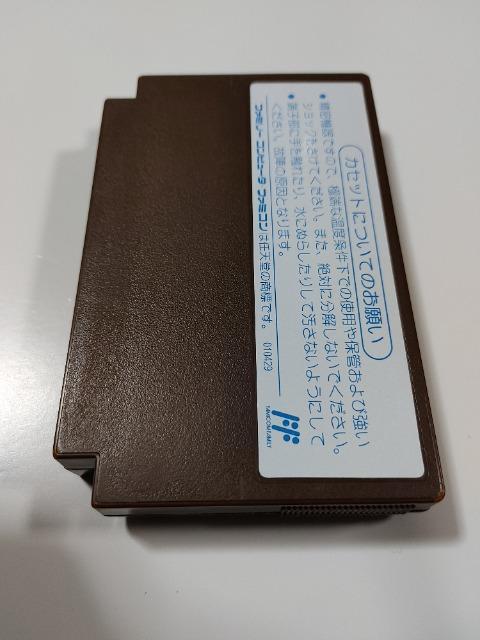 カセットについてのお願い
● 精密機器ですので、極端な温度条件下での使用や保管および強い
ショックをさけてください。また、絶対に分解しないでください。
● 端子部に手を触れたり、水にぬらしたりして汚さないようにして
ください。故障の原因となります。
ファミリーコンピュータ ファミコンは任天堂の商標です。 010429
FAMICOM FAMILY